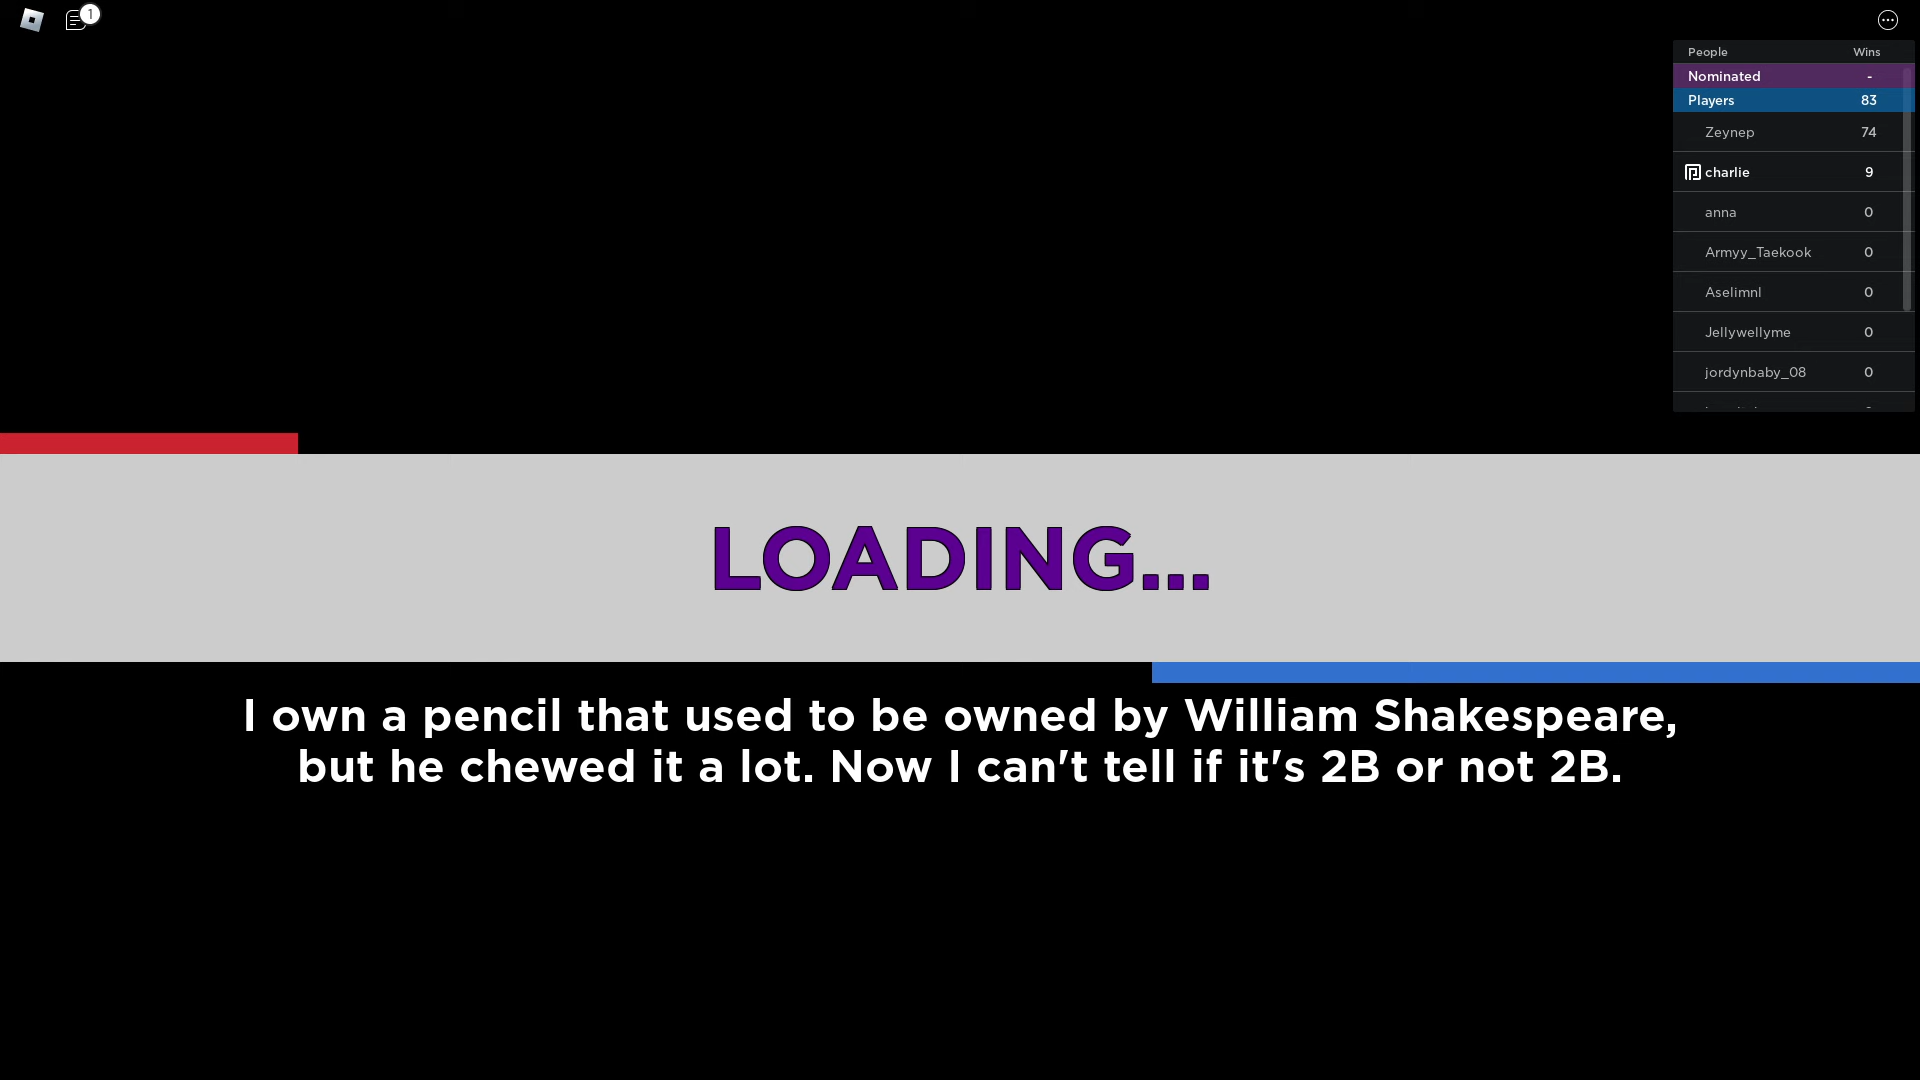 1
People Wins
Nominated -
Players 83
Zeynep 74
charlie 9
anna 0
Armyy_Taekook 0
Aselimnl 0
Jellywellyme 0
jordynbaby_08 0
LOADING...
I own a pencil that used to be owned by William Shakespeare,
but he chewed it a lot. Now I can't tell if it's 2B or not 2B.